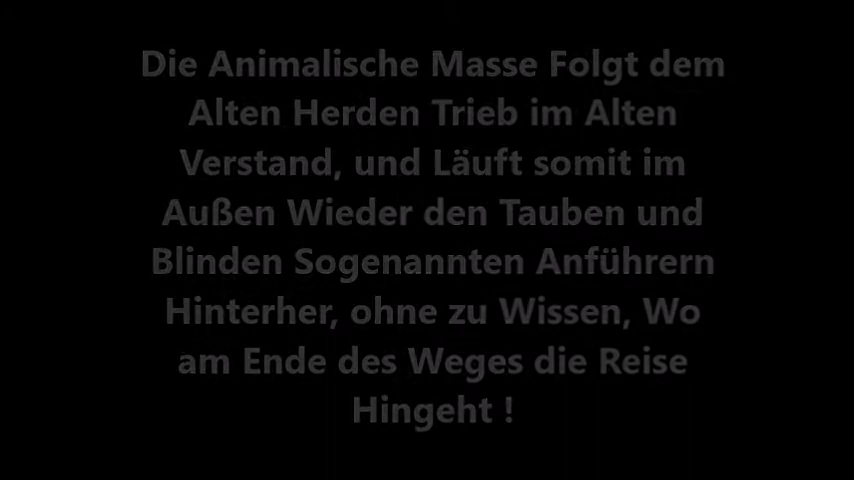 Die Animalische Masse Folgt dem
Alten Herden Trieb im Alten
Verstand, und Läuft somit im
Außen Wieder den Tauben und
Blinden Sogenannten Anführern
Hinterher, ohne zu Wissen, Wo
am Ende des Weges die Reise
Hingeht !